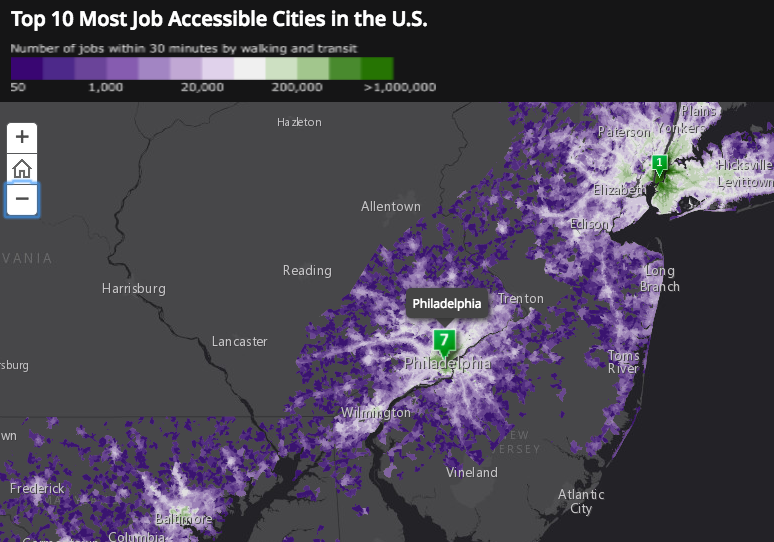 Top 10 Most Job Accessible Cities in the U.S.
Number of jobs within 30 minutes by walking and transit
50 1,000 20,000 200,000 >1,000,000
+
−
Hazleton
Plains
Paterson Yonkers
1
Hicksville
Elizabeth Levittown
Allentown
Edison
VANIA
Reading
Long
Branch
Harrisburg
Philadelphia
Trenton
7
Lancaster
Toms
River
sburg
Philadelphia
Wilmington
wn
NEW
JERSEY
Vineland
Frederick
Atlantic
City
Baltimore
Columbia